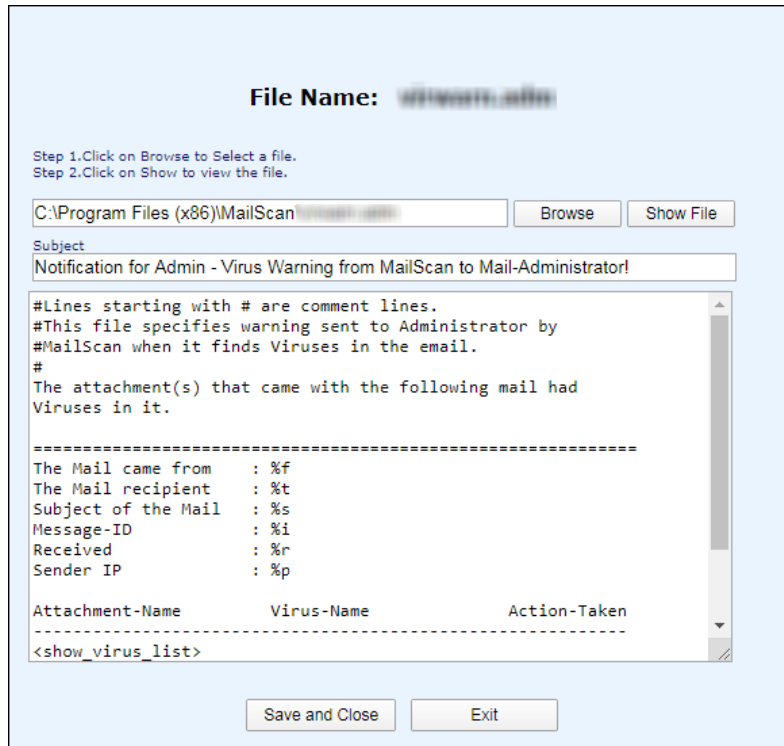 File Name:
Step 1.Click on Browse to Select a file.
Step 2.Click on Show to view the file.
C:\Program Files (x86)\MailScan\ Browse Show File
Subject
Notification for Admin - Virus Warning from MailScan to Mail-Administrator!
#Lines starting with # are comment lines.
#This file specifies warning sent to Administrator by
#MailScan when it finds Viruses in the email.
#
The attachment(s) that came with the following mail had
Viruses in it.
=============================================================
The Mail came from : %f
The Mail recipient : %t
Subject of the Mail : %s
Message-ID : %i
Received : %r
Sender IP : %p
Attachment-Name Virus-Name Action-Taken
------------------------------------------------------------
<show_virus_list>
Save and Close Exit